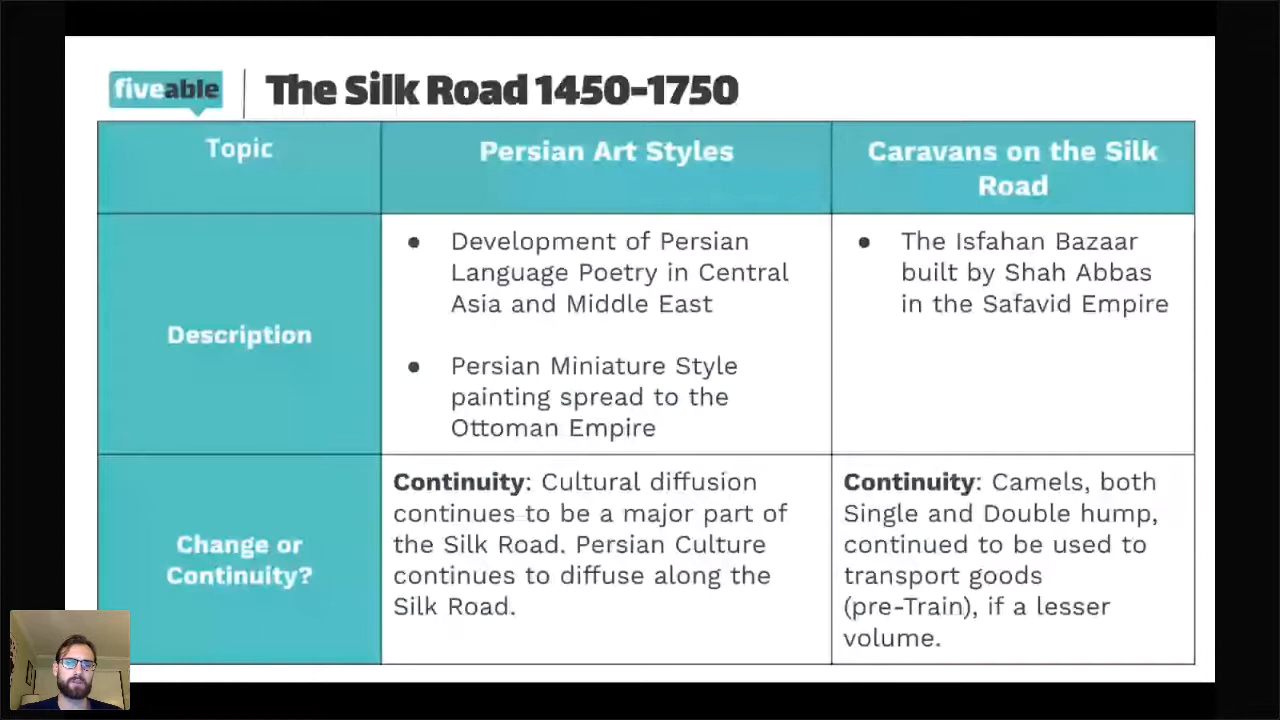 fiveable
The Silk Road 1450-1750
Topic
Persian Art Styles
Caravans on the Silk
Road
Description
● Development of Persian
Language Poetry in Central
Asia and Middle East
● Persian Miniature Style
painting spread to the
Ottoman Empire
● The Isfahan Bazaar
built by Shah Abbas
in the Safavid Empire
Change or
Continuity?
Continuity: Cultural diffusion
continues to be a major part of
the Silk Road. Persian Culture
continues to diffuse along the
Silk Road.
Continuity: Camels, both
Single and Double hump,
continued to be used to
transport goods
(pre-Train), if a lesser
volume.